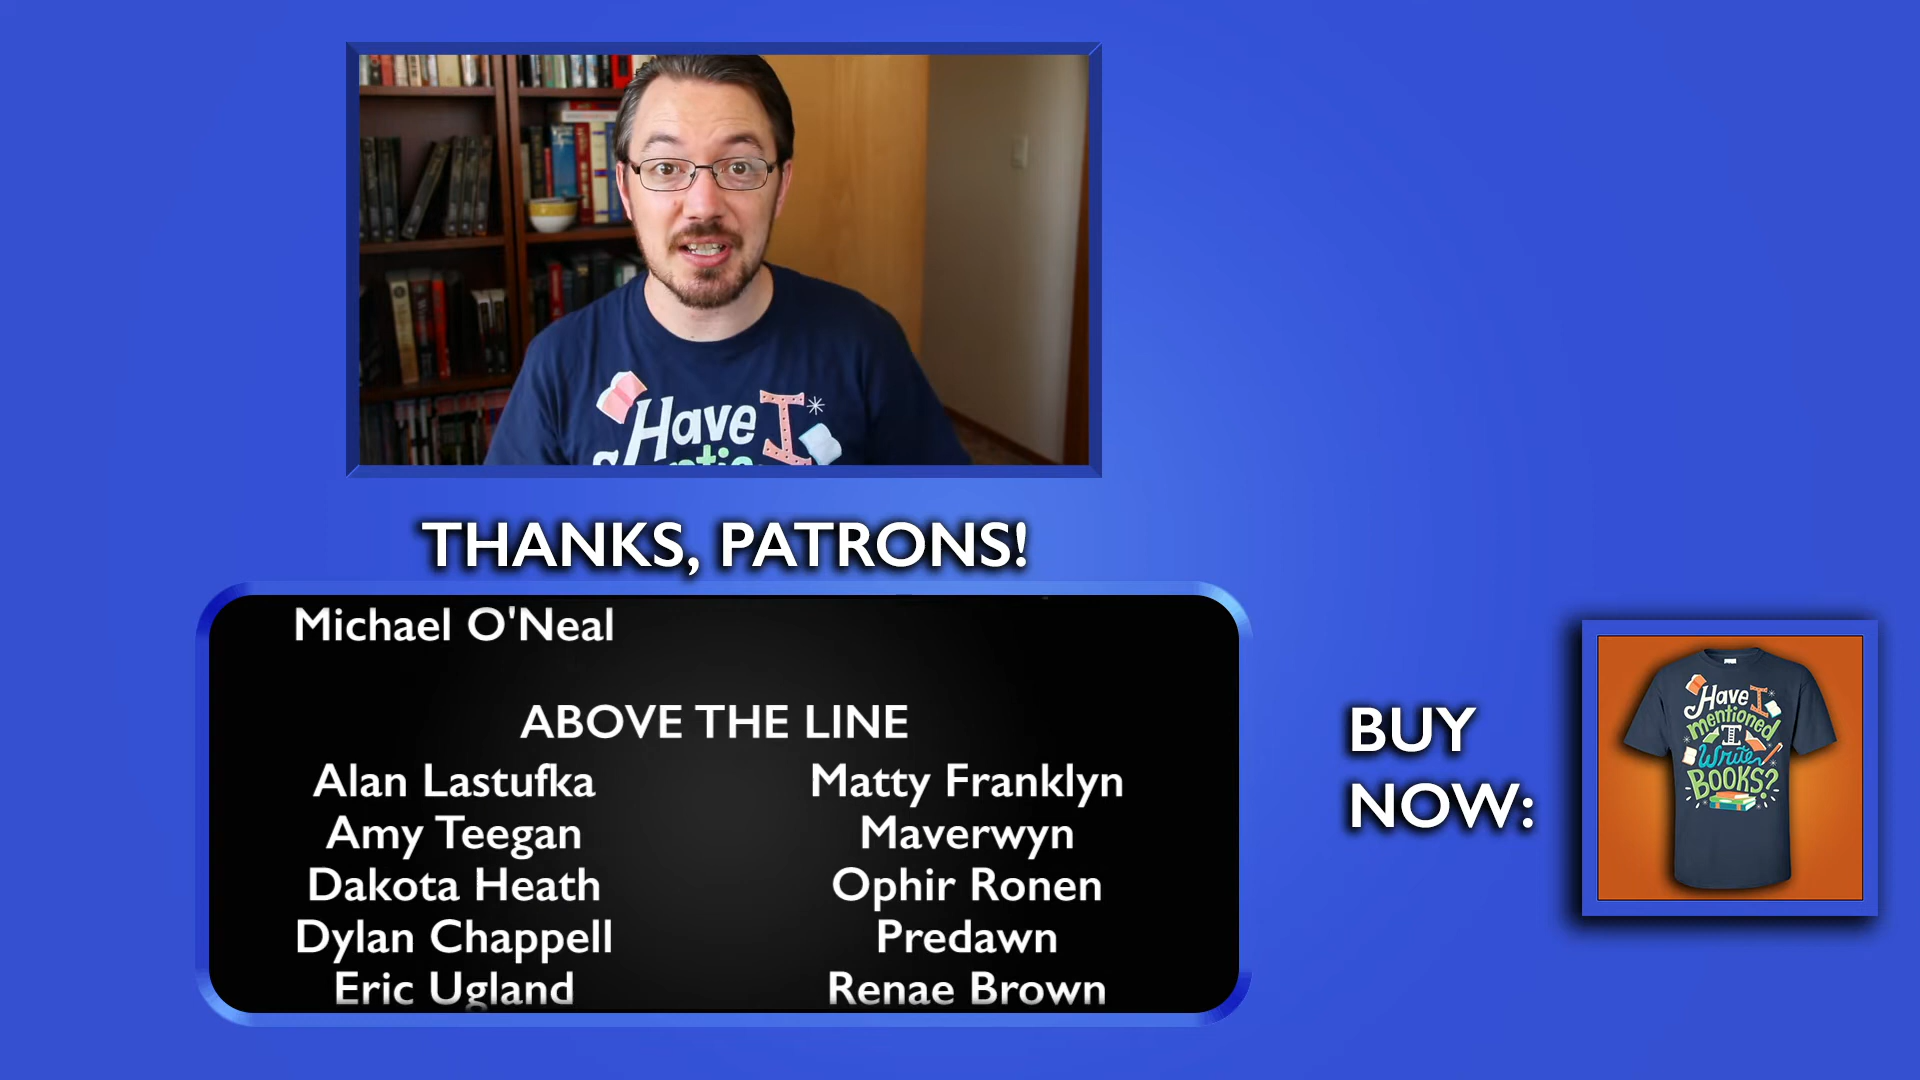 Have I
THANKS, PATRONS!
Michael O'Neal
ABOVE THE LINE
Alan Lastufka
Matty Franklyn
Amy Teegan
Maverwyn
Dakota Heath
Ophir Ronen
Dylan Chappell
Predawn
Eric Ugland
Renae Brown
BUY
NOW:
Have I
mentioned
I
Write
BOOKS?